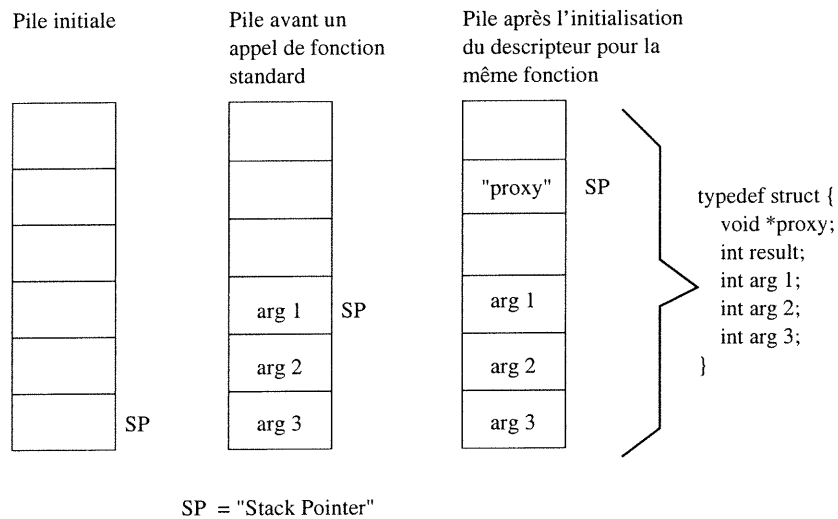 Pile initiale
Pile avant un
appel de fonction
standard
Pile après l'initialisation
du descripteur pour la
même fonction
SP
arg 1
SP
arg 2
arg 3
"proxy"
SP
arg 1
arg 2
arg 3
typedef struct {
void *proxy;
int result;
int arg 1;
int arg 2;
int arg 3;
}
SP = "Stack Pointer"